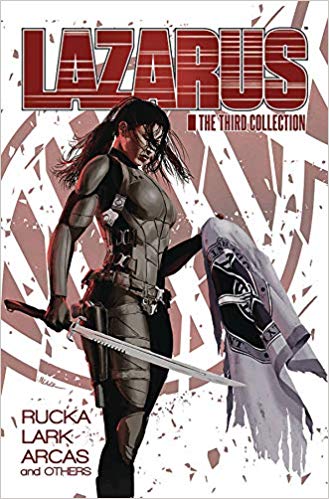 LAZARUS
THE THIRD COLLECTION
RUCKA
LARK
ARCAS
and OTHERS